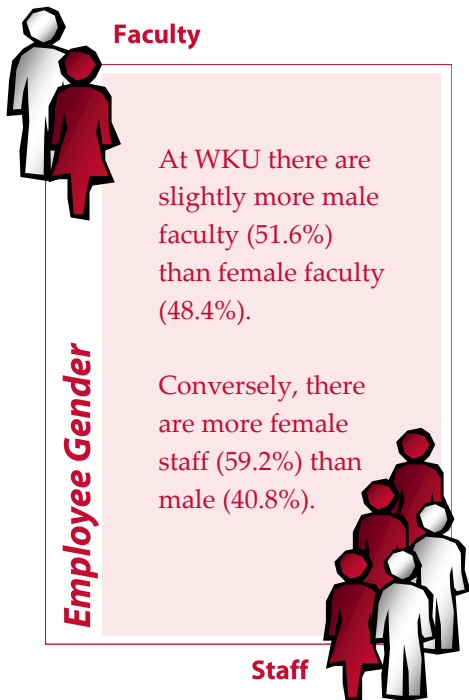 Faculty
At WKU there are
slightly more male
faculty (51.6%)
than female faculty
(48.4%).
Conversely, there
are more female
staff (59.2%) than
male (40.8%).
Employee Gender
Staff